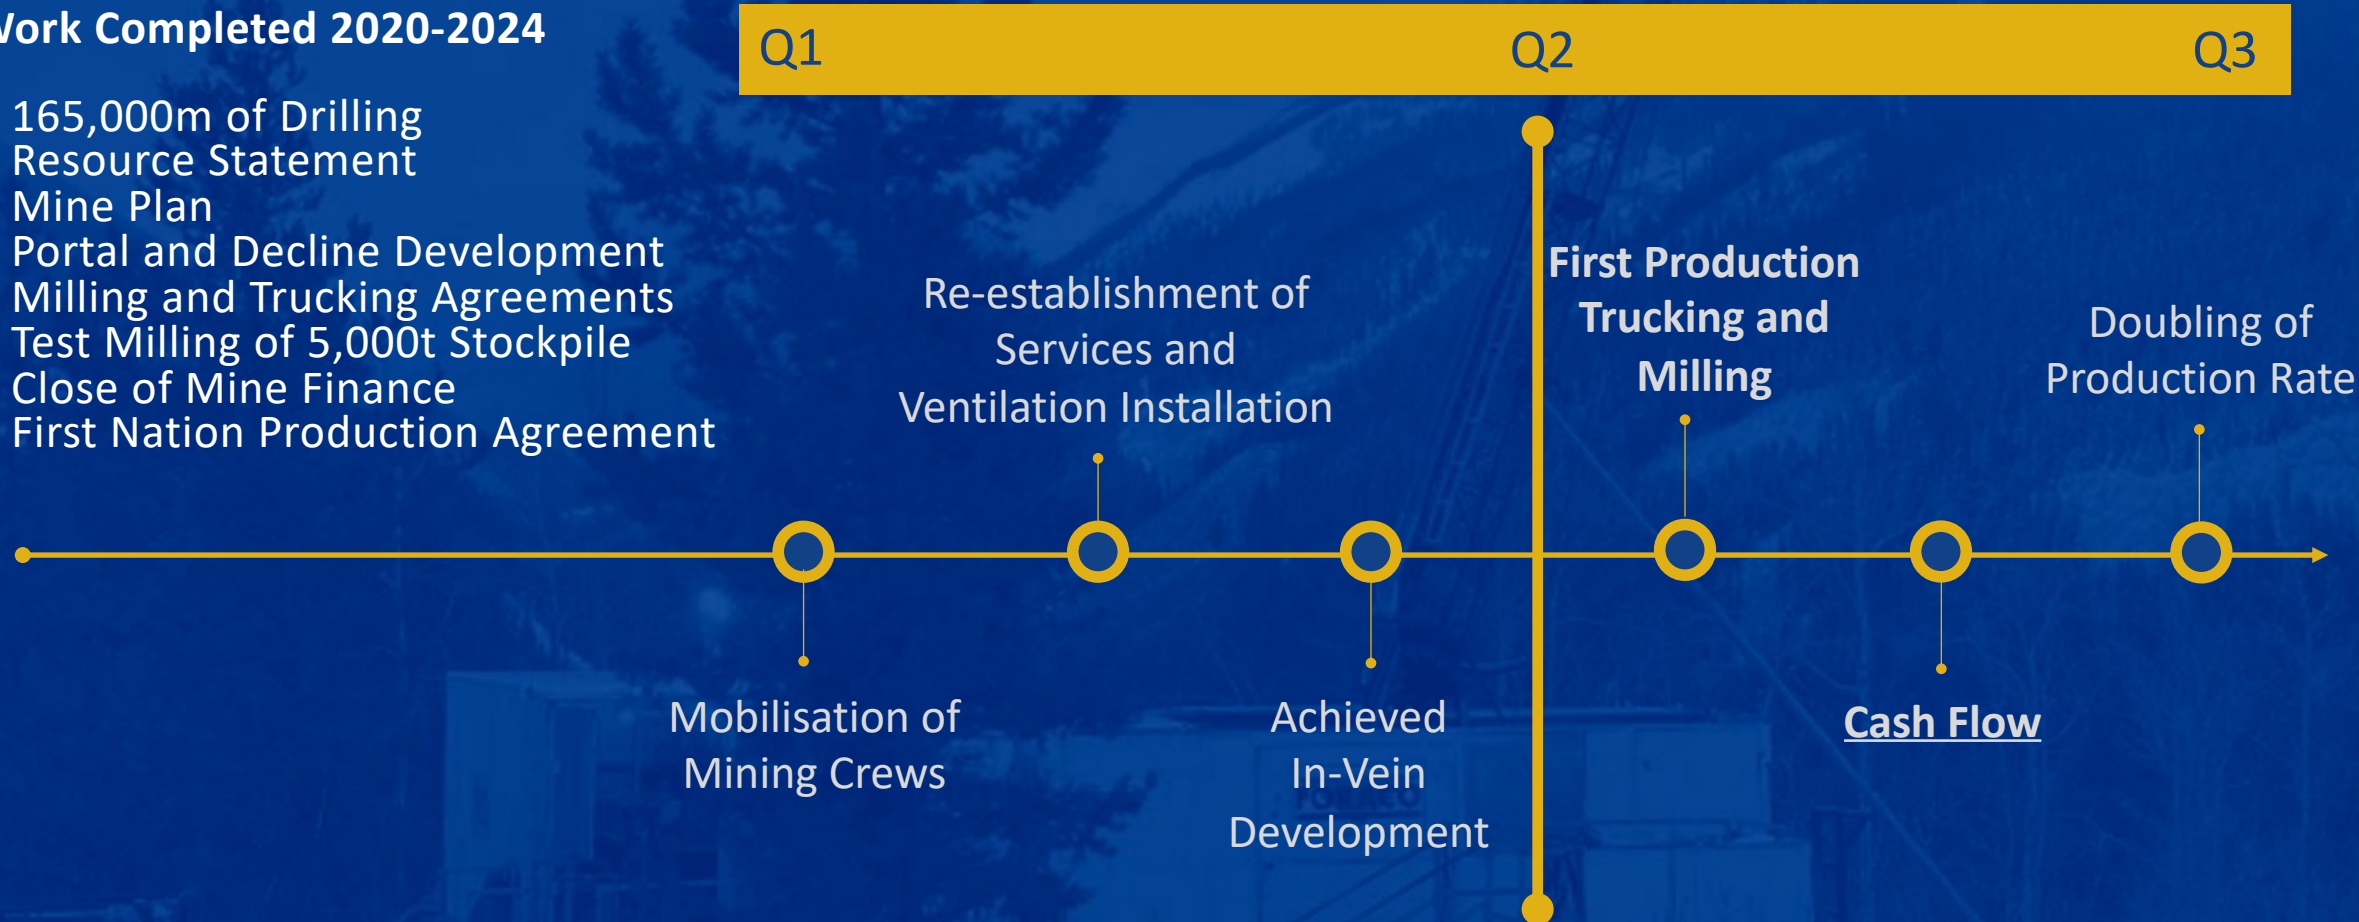 Work Completed 2020-2024
165,000m of Drilling
Resource Statement
Mine Plan
Portal and Decline Development
Milling and Trucking Agreements
Test Milling of 5,000t Stockpile
Close of Mine Finance
First Nation Production Agreement
Q1
Q2
Q3
Re-establishment of
Services and
Ventilation Installation
First Production
Trucking and
Milling
Doubling of
Production Rate
Mobilisation of
Mining Crews
Achieved
In-Vein
Development
Cash Flow